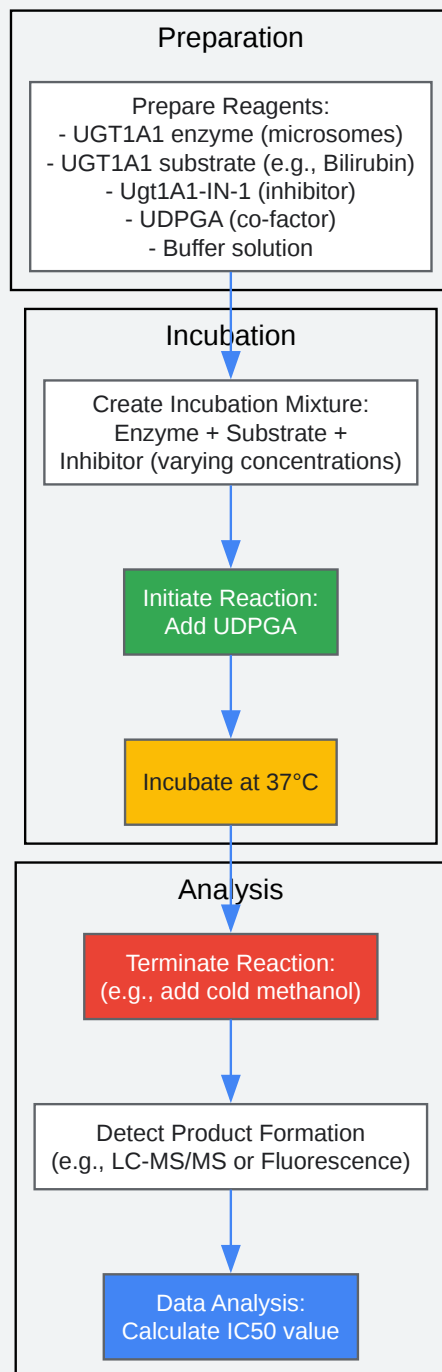 Preparation
Prepare Reagents:
- UGT1A1 enzyme (microsomes)
- UGT1A1 substrate (e.g., Bilirubin)
- Ugt1A1-IN-1 (inhibitor)
- UDPGA (co-factor)
- Buffer solution
Incubation
Create Incubation Mixture:
Enzyme + Substrate +
Inhibitor (varying concentrations)
Initiate Reaction:
Add UDPGA
Incubate at 37°C
Analysis
Terminate Reaction:
(e.g., add cold methanol)
Detect Product Formation
(e.g., LC-MS/MS or Fluorescence)
Data Analysis:
Calculate IC50 value